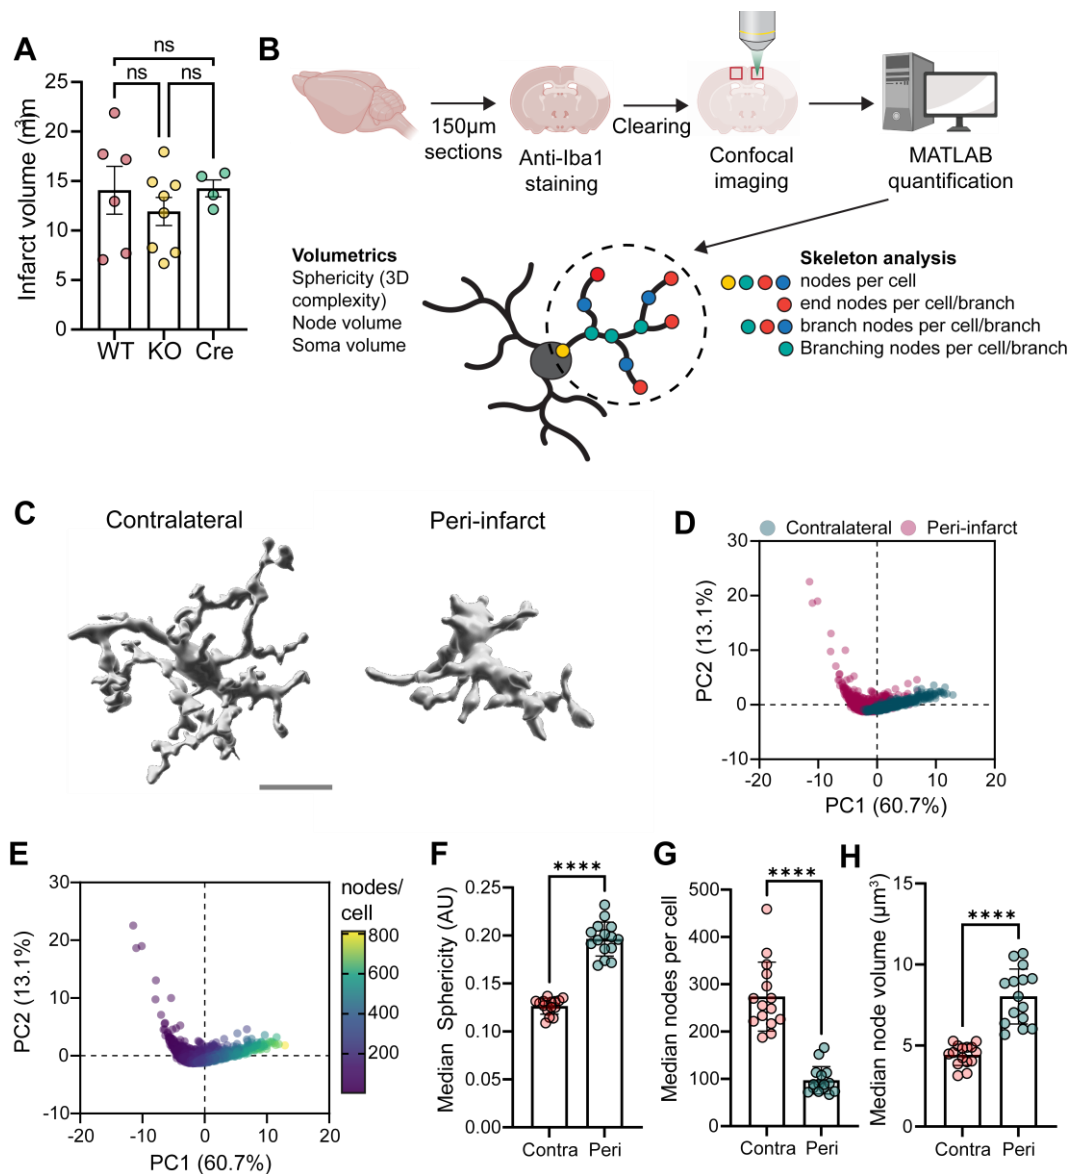 A
ns
ns
ns
Infarct volume (m³m
25
20
15
10
5
0
WT
KO
Cre
B
150µm
sections
Anti-Iba1
staining
Clearing
Confocal
imaging
MATLAB
quantification
Volumetrics
Sphericity (3D
complexity)
Node volume
Soma volume
Skeleton analysis
nodes per cell
end nodes per cell/branch
branch nodes per cell/branch
Branching nodes per cell/branch
C
Contralateral
Peri-infarct
D
Contralateral
Peri-infarct
PC2 (13.1%)
30
20
10
0
-10
-20
-10
0
10
20
PC1 (60.7%)
E
PC2 (13.1%)
30
20
10
0
-10
-20
-10
0
10
20
PC1 (60.7%)
nodes/
cell
800
600
400
200
F
****
Median Sphericity (AU)
0.25
0.20
0.15
0.10
0.05
0.00
Contra
Peri
G
****
Median nodes per cell
500
400
300
200
100
0
Contra
Peri
H
****
Median node volume (µm³)
15
10
5
0
Contra
Peri